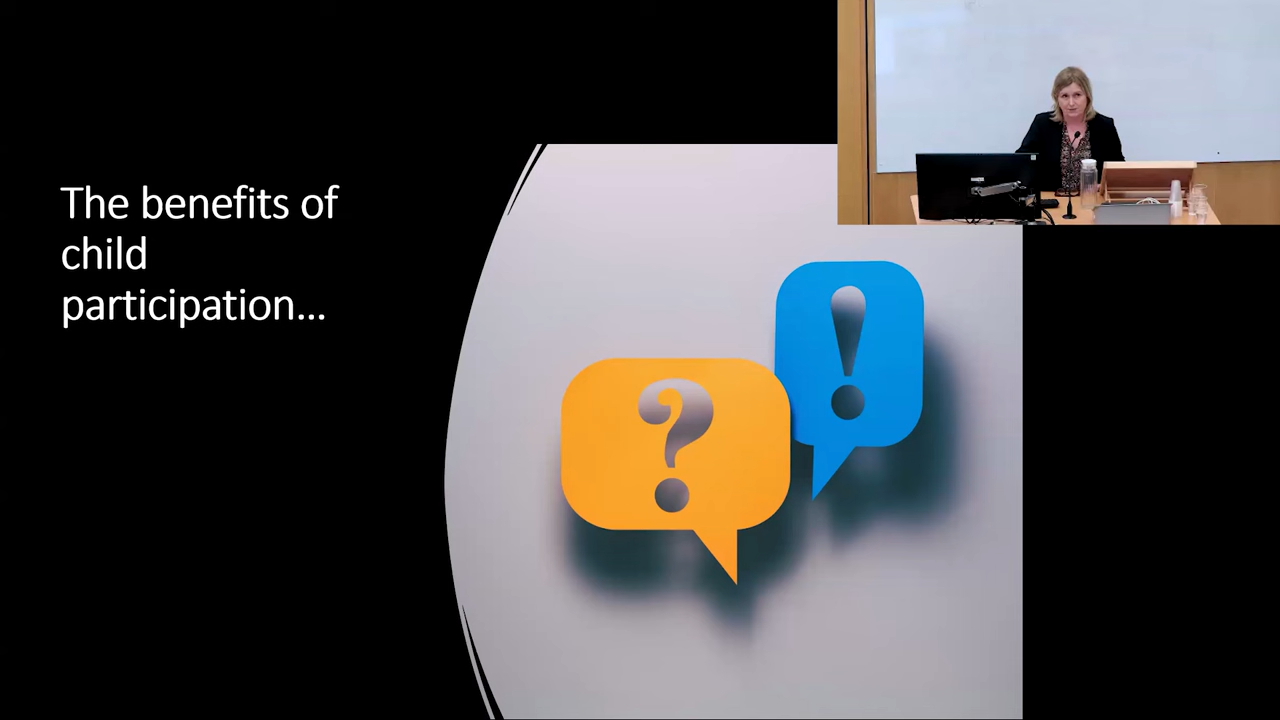 The benefits of
child
participation...
?
!